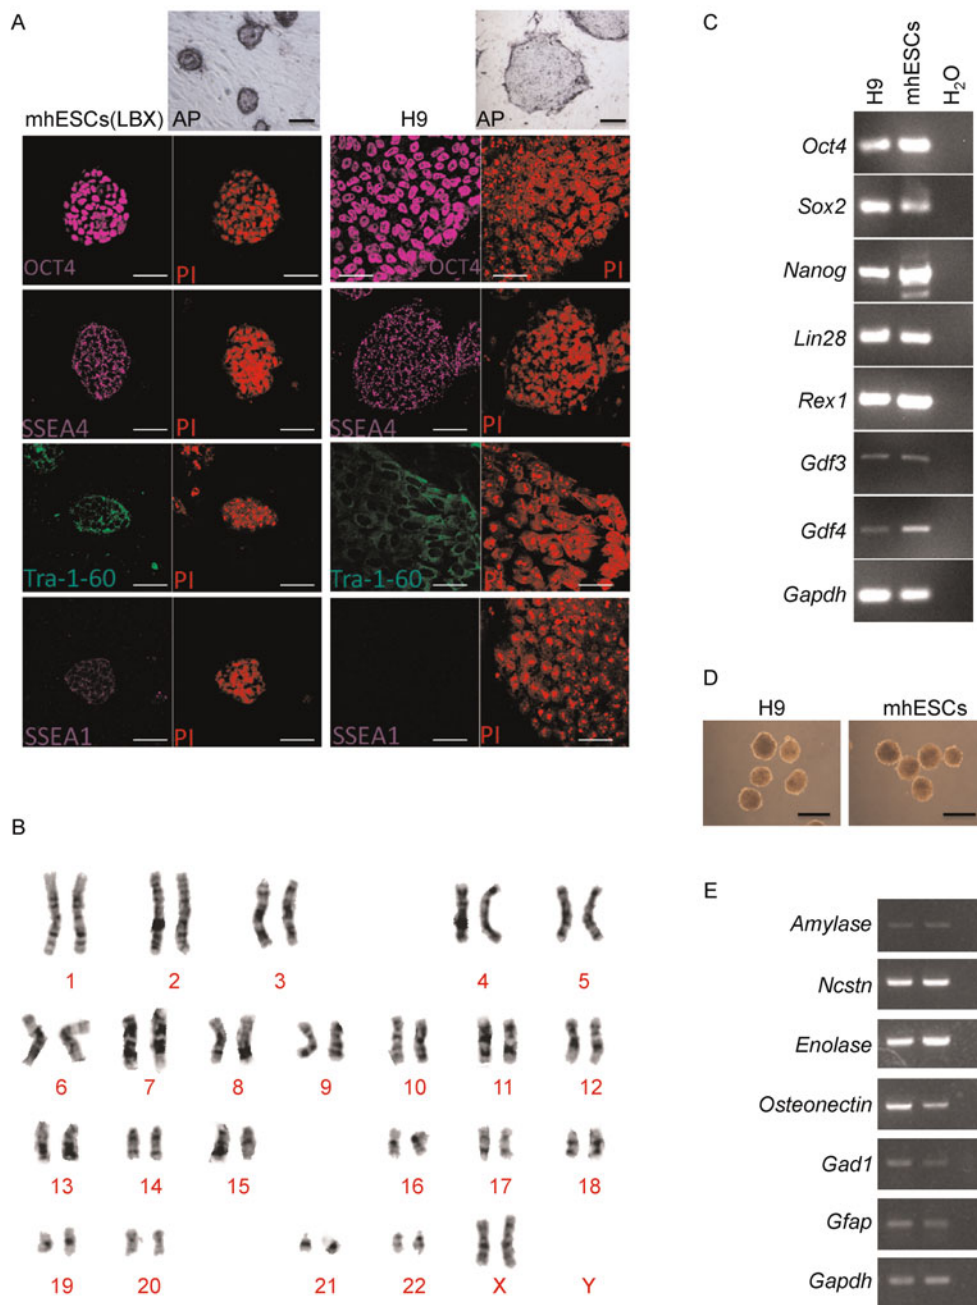 A
mhESCs(LBX)
AP
H9
AP
OCT4
PI
OCT4
PI
SSEA4
PI
SSEA4
PI
Tra-1-60
PI
Tra-1-60
PI
SSEA1
PI
SSEA1
PI
B
1 2 3 4 5
6 7 8 9 10 11 12
13 14 15 16 17 18
19 20 21 22 X Y
C
H9 mhESCs H₂O
Oct4
Sox2
Nanog
Lin28
Rex1
Gdf3
Gdf4
Gapdh
D
H9 mhESCs
E
Amylase
Ncstn
Enolase
Osteonectin
Gad1
Gfap
Gapdh